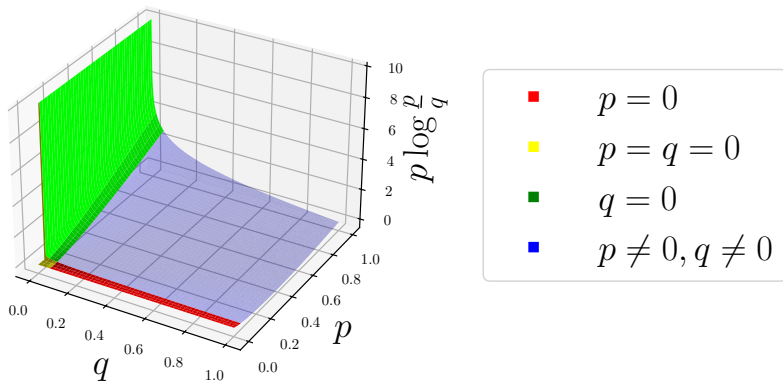 10
8
6
4
2
0
p log p/q
0.0
0.2
0.4
0.6
0.8
1.0
q
0.0
0.2
0.4
0.6
0.8
1.0
p
p = 0
p = q = 0
q = 0
p ≠ 0, q ≠ 0